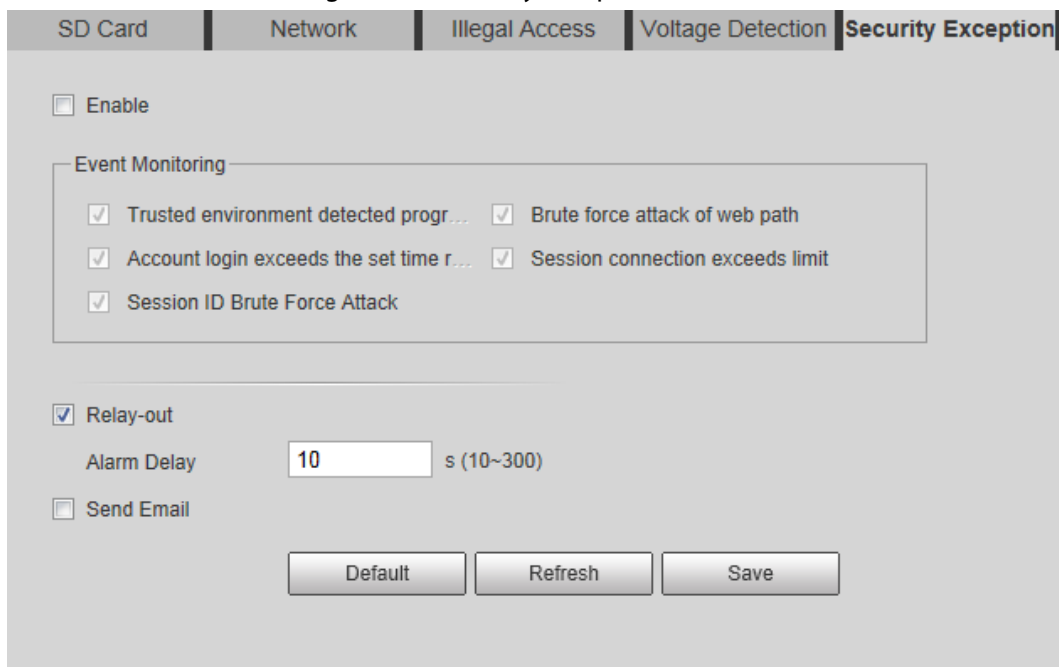 SD Card Network Illegal Access Voltage Detection Security Exception
Enable
Event Monitoring
Trusted environment detected progr... Brute force attack of web path
Account login exceeds the set time r... Session connection exceeds limit
Session ID Brute Force Attack
Relay-out
Alarm Delay 10 s (10~300)
Send Email
Default Refresh Save